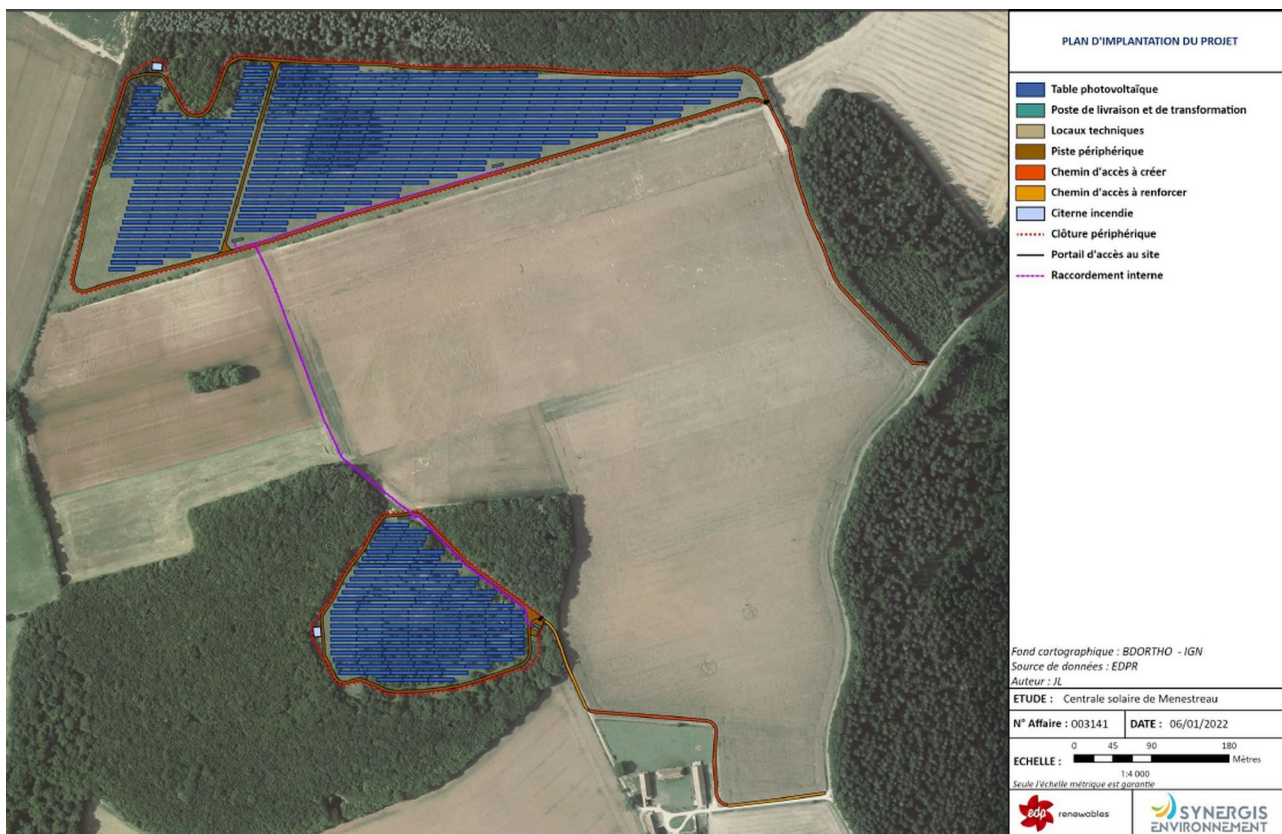 PLAN D'IMPLANTATION DU PROJET
Table photovoltaïque
Poste de livraison et de transformation
Locaux techniques
Piste périphérique
Chemin d'accès à créer
Chemin d'accès à renforcer
Citerne incendie
Clôture périphérique
Portail d'accès au site
Raccordement interne
Fond cartographique : BDORTHO - IGN
Source de données : EDPR
Auteur : JL
ETUDE : Centrale solaire de Menestreau
N° Affaire : 003141 DATE : 06/01/2022
0 45 90 180
ECHELLE : Mètres
1:4 000
Seule l'échelle métrique est garantie
edp renewables
SYNERGIS
ENVIRONNEMENT